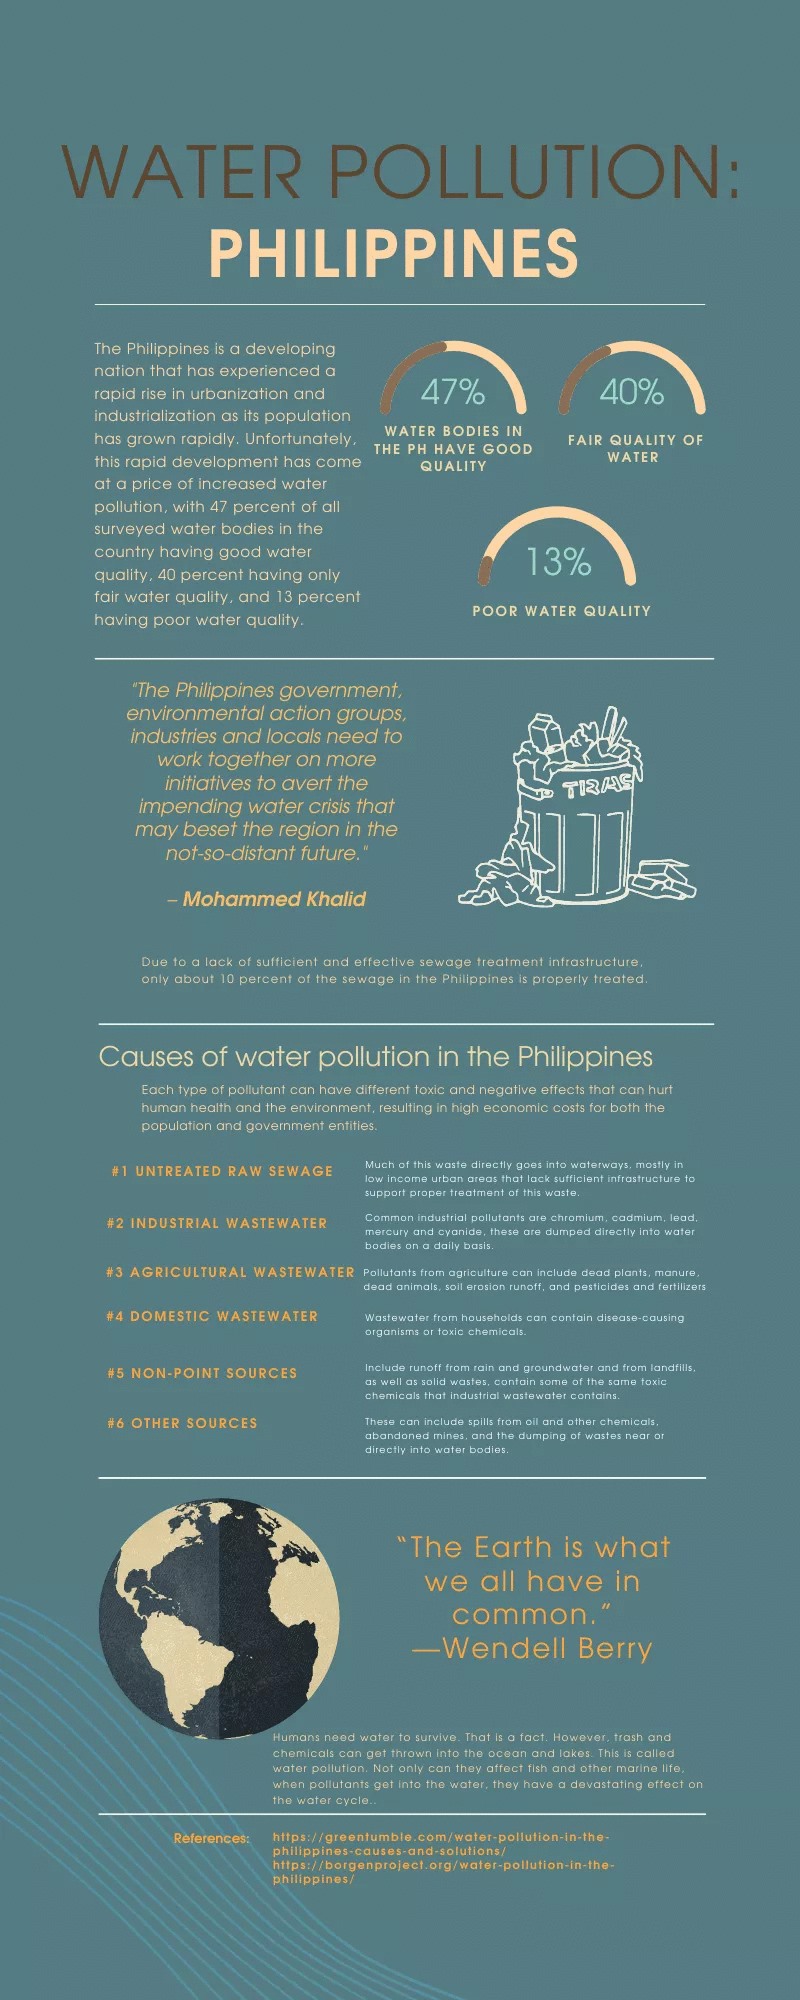 WATER POLLUTION:
PHILIPPINES
The Philippines is a developing
nation that has experienced a
rapid rise in urbanization and
industrialization as its population
has grown rapidly. Unfortunately,
this rapid development has come
at a price of increased water
pollution, with 47 percent of all
surveyed water bodies in the
country having good water
quality, 40 percent having only
fair water quality, and 13 percent
having poor water quality.
47%
WATER BODIES IN
THE PH HAVE GOOD
QUALITY
40%
FAIR QUALITY OF
WATER
13%
POOR WATER QUALITY
"The Philippines government,
environmental action groups,
industries and locals need to
work together on more
initiatives to avert the
impending water crisis that
may beset the region in the
not-so-distant future."
– Mohammed Khalid
TRAS
Due to a lack of sufficient and effective sewage treatment infrastructure,
only about 10 percent of the sewage in the Philippines is properly treated.
Causes of water pollution in the Philippines
Each type of pollutant can have different toxic and negative effects that can hurt
human health and the environment, resulting in high economic costs for both the
population and government entities.
#1 UNTREATED RAW SEWAGE
Much of this waste directly goes into waterways, mostly in
low income urban areas that lack sufficient infrastructure to
support proper treatment of this waste.
#2 INDUSTRIAL WASTEWATER
Common industrial pollutants are chromium, cadmium, lead,
mercury and cyanide, these are dumped directly into water
bodies on a daily basis.
#3 AGRICULTURAL WASTEWATER
Pollutants from agriculture can include dead plants, manure,
dead animals, soil erosion runoff, and pesticides and fertilizers
#4 DOMESTIC WASTEWATER
Wastewater from households can contain disease-causing
organisms or toxic chemicals.
#5 NON-POINT SOURCES
Include runoff from rain and groundwater and from landfills,
as well as solid wastes, contain some of the same toxic
chemicals that industrial wastewater contains.
#6 OTHER SOURCES
These can include spills from oil and other chemicals,
abandoned mines, and the dumping of wastes near or
directly into water bodies.
“The Earth is what
we all have in
common.”
—Wendell Berry
Humans need water to survive. That is a fact. However, trash and
chemicals can get thrown into the ocean and lakes. This is called
water pollution. Not only can they affect fish and other marine life,
when pollutants get into the water, they have a devastating effect on
the water cycle..
References:
https://greentumble.com/water-pollution-in-the-
philippines-causes-and-solutions/
https://borgenproject.org/water-pollution-in-the-
philippines/